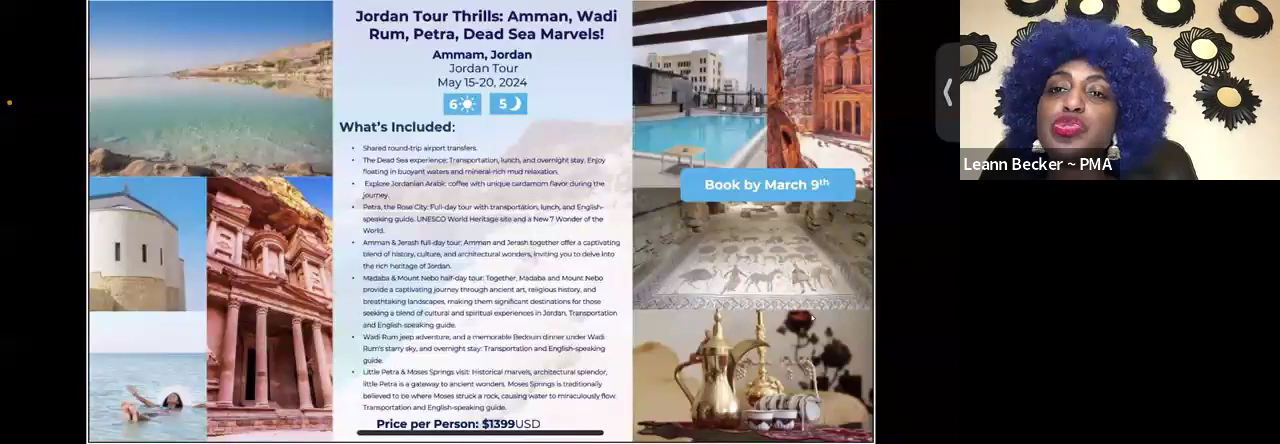 Jordan Tour Thrills: Amman, Wadi
Rum, Petra, Dead Sea Marvels!
Ammam, Jordan
Jordan Tour
May 15-20, 2024
6 5
What's Included:
• Shared round-trip airport transfers.
• The Dead Sea experience: Transportation, lunch, and overnight stay. Enjoy
floating in buoyant waters and mineral-rich mud relaxation.
• Explore Jordanian Arabic coffee with unique cardamom flavor during the
journey.
• Petra, the Rose City: Full-day tour with transportation, lunch, and English-
speaking guide. UNESCO World Heritage site and a New 7 Wonder of the
World.
• Amman & Jerash full-day tour: Amman and Jerash together offer a captivating
blend of history, culture, and architectural wonders, inviting you to delve into
the rich heritage of Jordan.
• Madaba & Mount Nebo half-day tour: Together, Madaba and Mount Nebo
provide a captivating journey through ancient art, religious history, and
breathtaking landscapes, making them significant destinations for those
seeking a blend of cultural and spiritual experiences in Jordan. Transportation
and English-speaking guide.
• Wadi Rum jeep adventure, and a memorable Bedouin dinner under Wadi
Rum's starry sky, and overnight stay: Transportation and English-speaking
guide.
• Little Petra & Moses Springs visit: Historical marvels, architectural splendor,
little Petra is a gateway to ancient wonders. Moses Springs is traditionally
believed to be where Moses struck a rock, causing water to miraculously flow.
Transportation and English-speaking guide.
Price per Person: $1399USD
Book by March 9th
Leann Becker ~ PMA